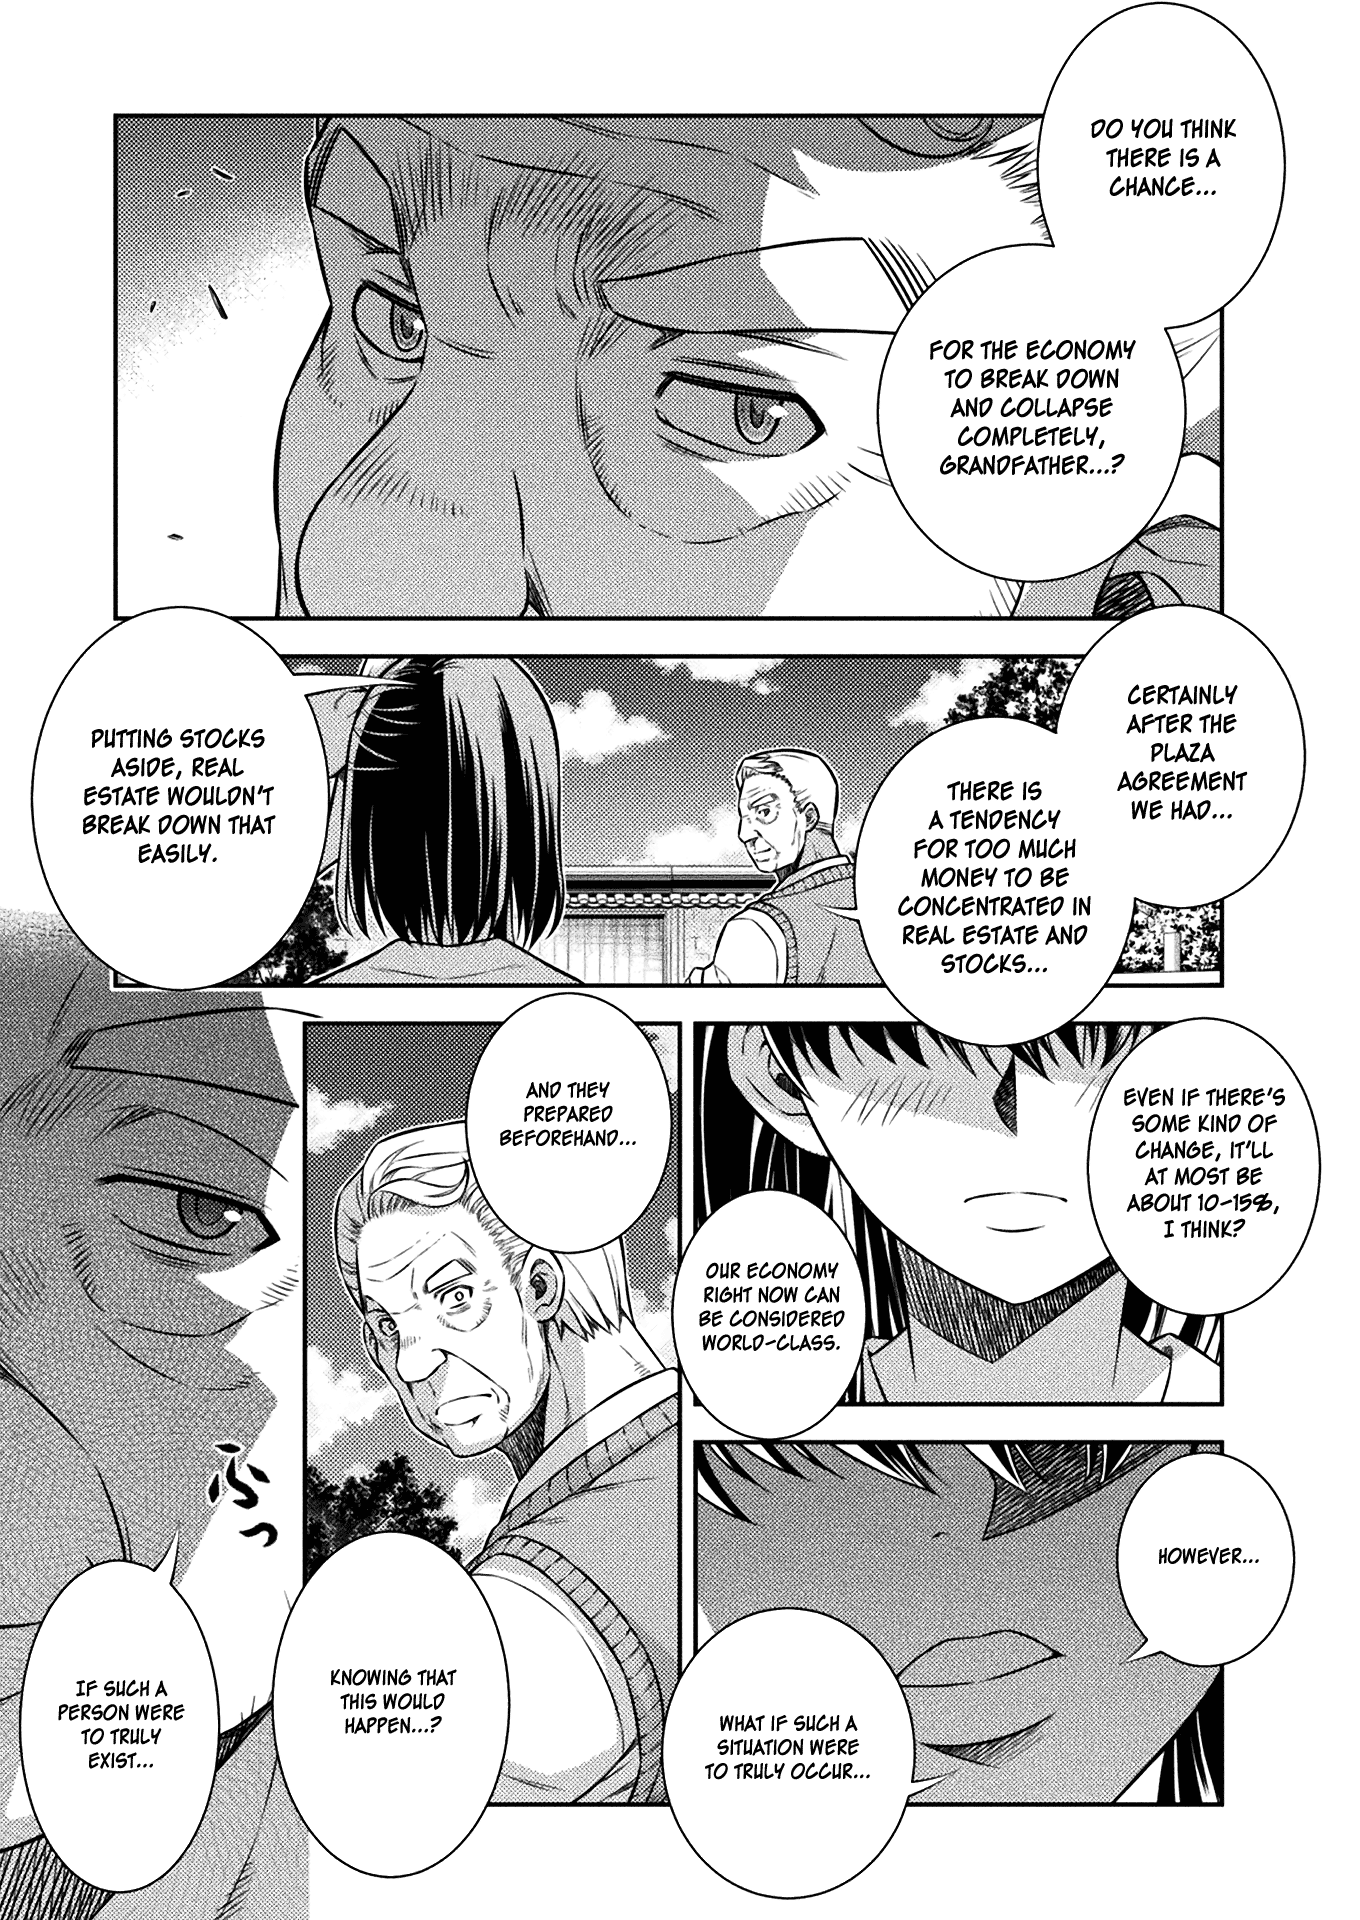 DO YOU THINK
THERE IS A
CHANCE...
FOR THE ECONOMY
TO BREAK DOWN
AND COLLAPSE
COMPLETELY,
GRANDFATHER...?
CERTAINLY
AFTER THE
PLAZA
AGREEMENT
WE HAD...
THERE IS
A TENDENCY
FOR TOO MUCH
MONEY TO BE
CONCENTRATED IN
REAL ESTATE AND
STOCKS...
PUTTING STOCKS
ASIDE, REAL
ESTATE WOULDN'T
BREAK DOWN THAT
EASILY.
EVEN IF THERE'S
SOME KIND OF
CHANGE, IT'LL
AT MOST BE
ABOUT 10-15%,
I THINK?
OUR ECONOMY
RIGHT NOW CAN
BE CONSIDERED
WORLD-CLASS.
HOWEVER...
WHAT IF SUCH A
SITUATION WERE
TO TRULY OCCUR...
AND THEY
PREPARED
BEFOREHAND...
KNOWING THAT
THIS WOULD
HAPPEN...?
ぶっ
IF SUCH A
PERSON WERE
TO TRULY
EXIST...